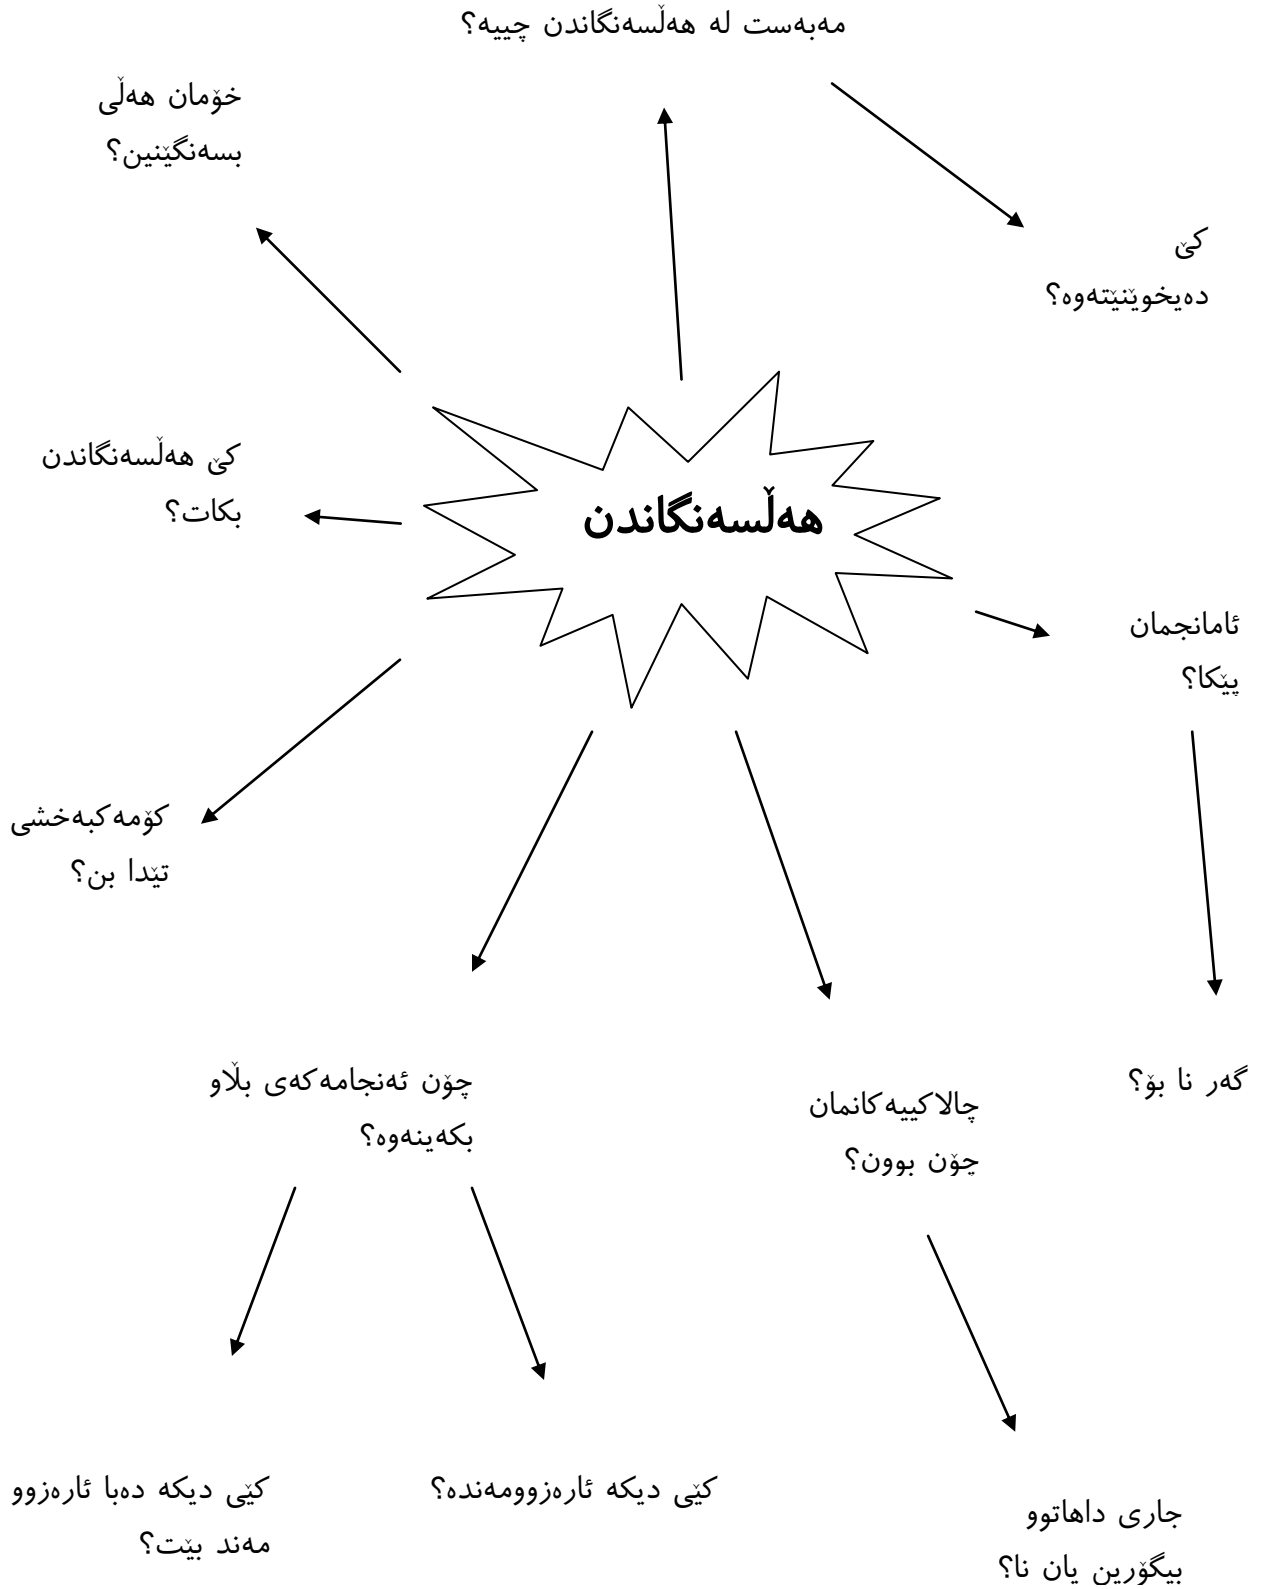 مەبەست لە هەڵسەنگاندن چییە؟
خۆمان هەڵی
بسەنگێنین؟
کێ
دەیخوێنێتەوە؟
کێ هەڵسەنگاندن
بکات؟
هەڵسەنگاندن
ئامانجمان
پێکا؟
کۆمەکبەخشی
تێدا بن؟
چۆن ئەنجامەکەی بڵاو
بکەینەوە؟
چالاکییەکانمان
چۆن بوون؟
گەر نا بۆ؟
کێی دیکە دەبا ئارەزوو
مەند بێت؟
کێی دیکە ئارەزوومەندە؟
جاری داهاتوو
بیگۆرین یان نا؟